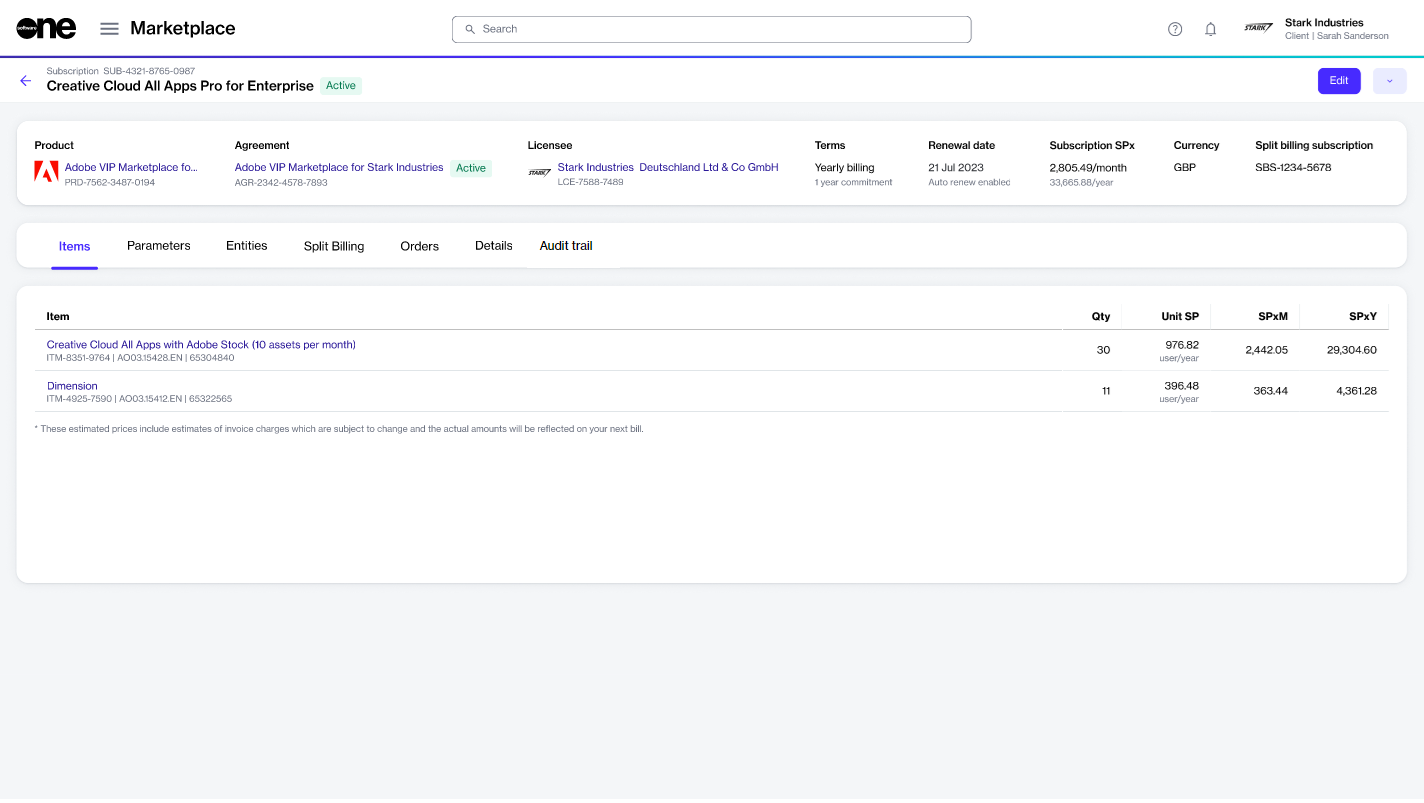 software one
Marketplace
Search
STARK
Stark Industries
Client | Sarah Sanderson
Subscription SUB-4321-8765-0987
Creative Cloud All Apps Pro for Enterprise Active
Edit
Product
Adobe VIP Marketplace fo...
PRD-7562-3487-0194
Agreement
Adobe VIP Marketplace for Stark Industries Active
AGR-2342-4578-7893
Licensee
STARK
Stark Industries Deutschland Ltd & Co GmbH
LCE-7588-7489
Terms
Yearly billing
1 year commitment
Renewal date
21 Jul 2023
Auto renew enabled
Subscription SPx
2,805.49/month
33,665.88/year
Currency
GBP
Split billing subscription
SBS-1234-5678
Items Parameters Entities Split Billing Orders Details Audit trail
Item Qty Unit SP SPxM SPxY
Creative Cloud All Apps with Adobe Stock (10 assets per month)
ITM-8351-9764 | AO03.15428.EN | 65304840
30
976.82
user/year
2,442.05
29,304.60
Dimension
ITM-4925-7590 | AO03.15412.EN | 65322565
11
396.48
user/year
363.44
4,361.28
* These estimated prices include estimates of invoice charges which are subject to change and the actual amounts will be reflected on your next bill.